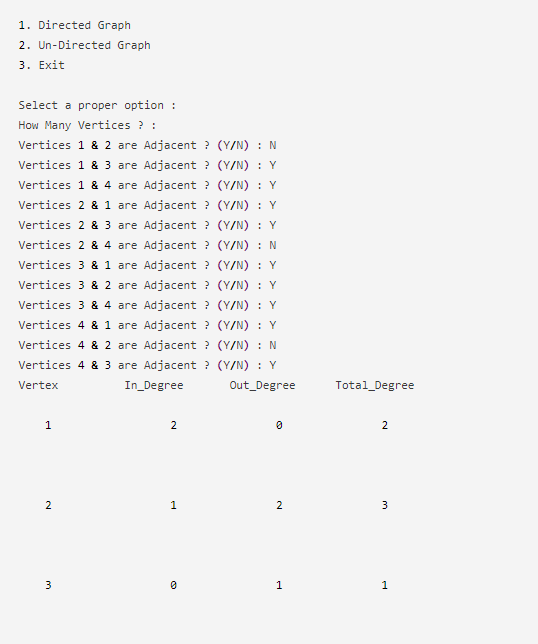 1. Directed Graph
2. Un-Directed Graph
3. Exit
Select a proper option :
How Many Vertices ? :
Vertices 1 & 2 are Adjacent ? (Y/N) : N
Vertices 1 & 3 are Adjacent ? (Y/N) : Y
Vertices 1 & 4 are Adjacent ? (Y/N) : Y
Vertices 2 & 1 are Adjacent ? (Y/N) : Y
Vertices 2 & 3 are Adjacent ? (Y/N) : Y
Vertices 2 & 4 are Adjacent ? (Y/N) : N
Vertices 3 & 1 are Adjacent ? (Y/N) : Y
Vertices 3 & 2 are Adjacent ? (Y/N) : Y
Vertices 3 & 4 are Adjacent ? (Y/N) : Y
Vertices 4 & 1 are Adjacent ? (Y/N) : Y
Vertices 4 & 2 are Adjacent ? (Y/N) : N
Vertices 4 & 3 are Adjacent ? (Y/N) : Y
Vertex In_Degree Out_Degree Total_Degree
1 2 0 2
2 1 2 3
3 0 1 1